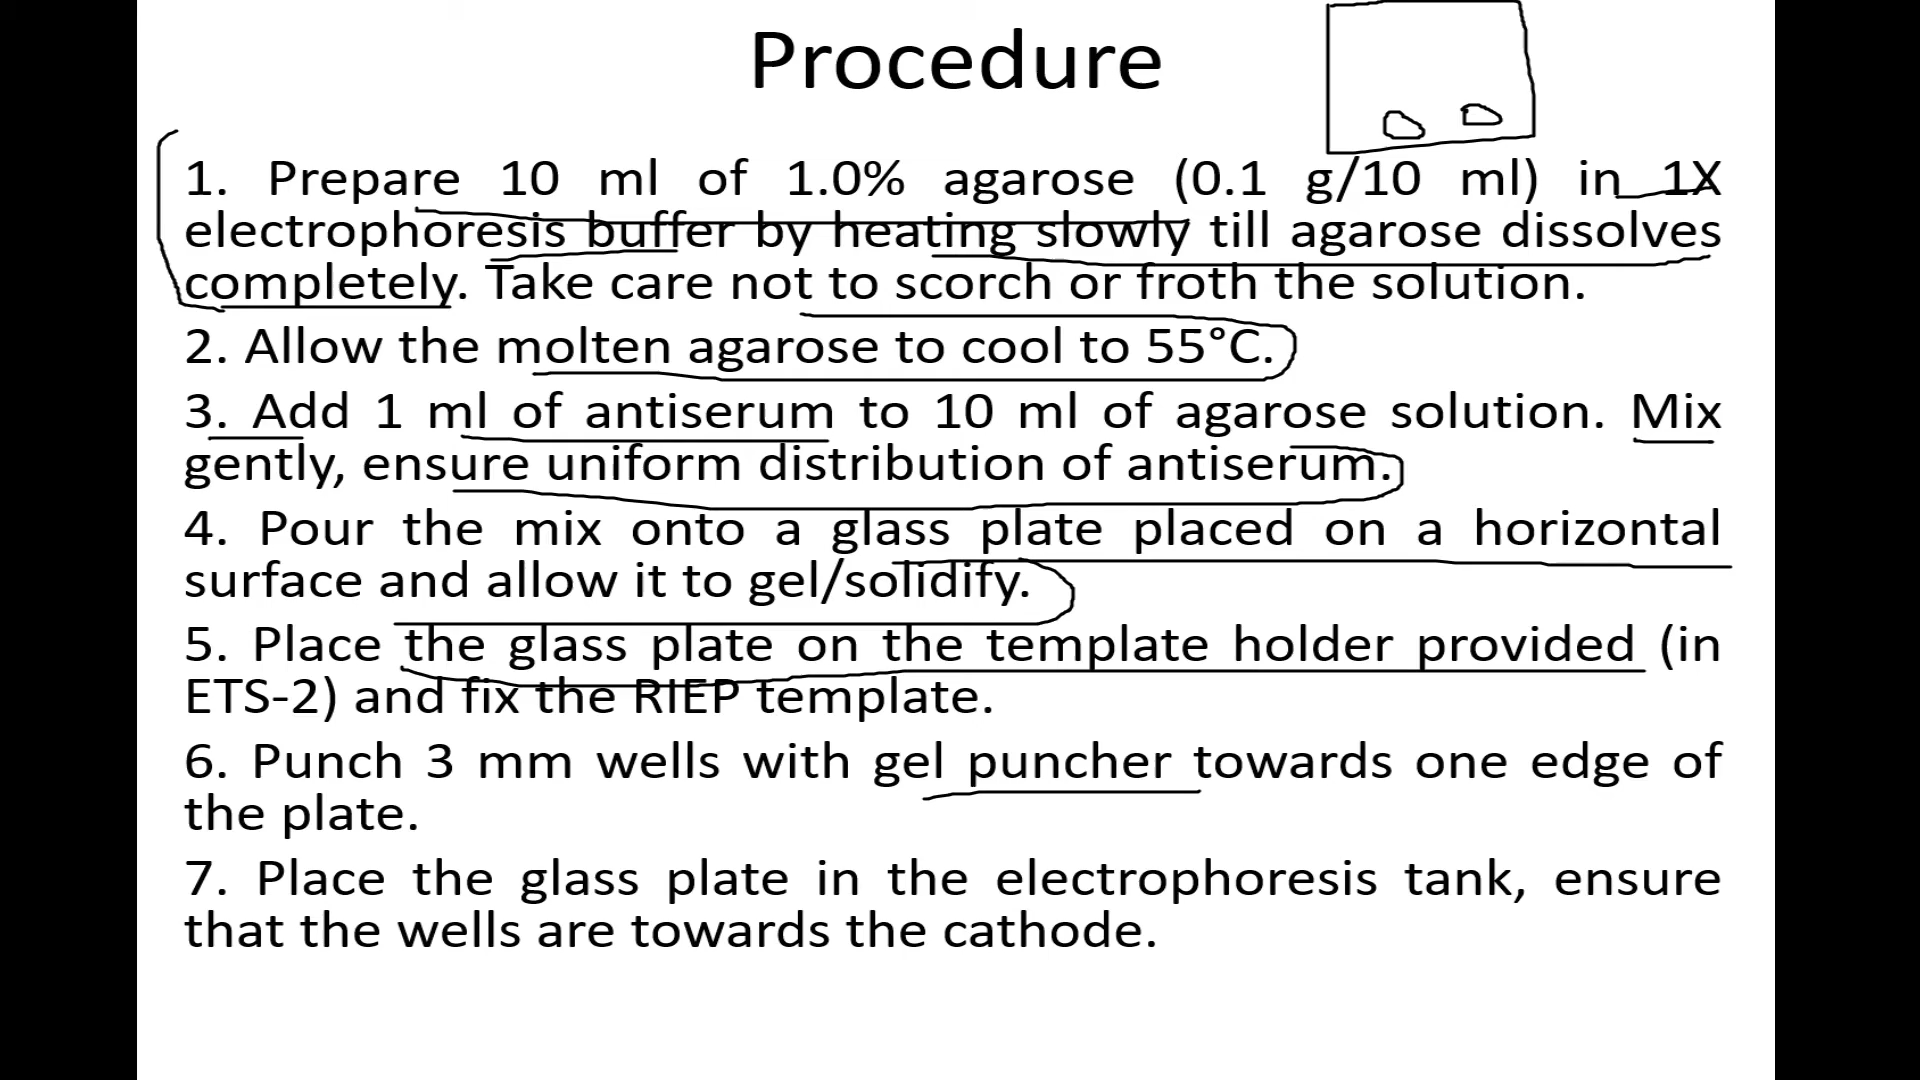 Procedure
1. Prepare 10 ml of 1.0% agarose (0.1 g/10 ml) in 1X
electrophoresis buffer by heating slowly till agarose dissolves
completely. Take care not to scorch or froth the solution.
2. Allow the molten agarose to cool to 55°C.
3. Add 1 ml of antiserum to 10 ml of agarose solution. Mix
gently, ensure uniform distribution of antiserum.
4. Pour the mix onto a glass plate placed on a horizontal
surface and allow it to gel/solidify.
5. Place the glass plate on the template holder provided (in
ETS-2) and fix the RIEP template.
6. Punch 3 mm wells with gel puncher towards one edge of
the plate.
7. Place the glass plate in the electrophoresis tank, ensure
that the wells are towards the cathode.